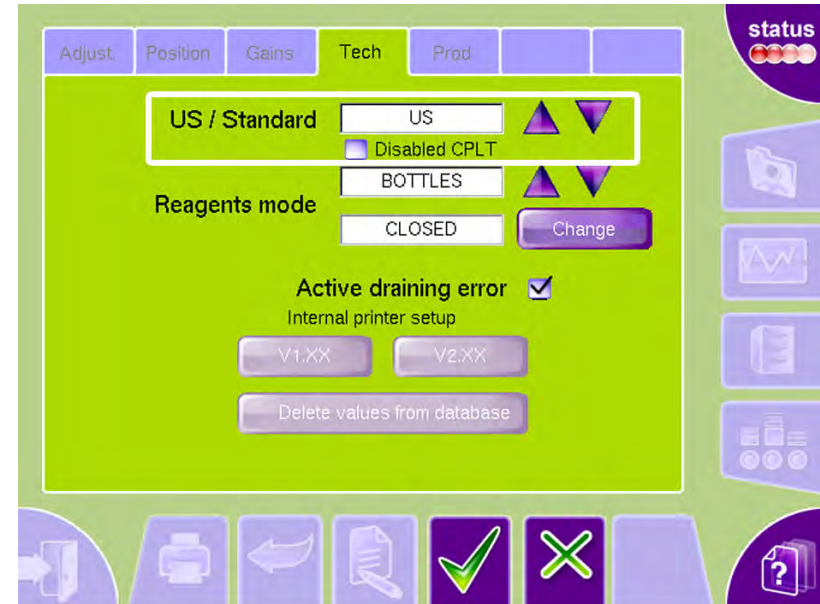 status
Adjust. Position Gains Tech Prod
US / Standard US
Disabled CPLT
BOTTLES
Reagents mode
CLOSED Change
Active draining error
Internal printer setup
V1.XX V2.XX
Delete values from database
?